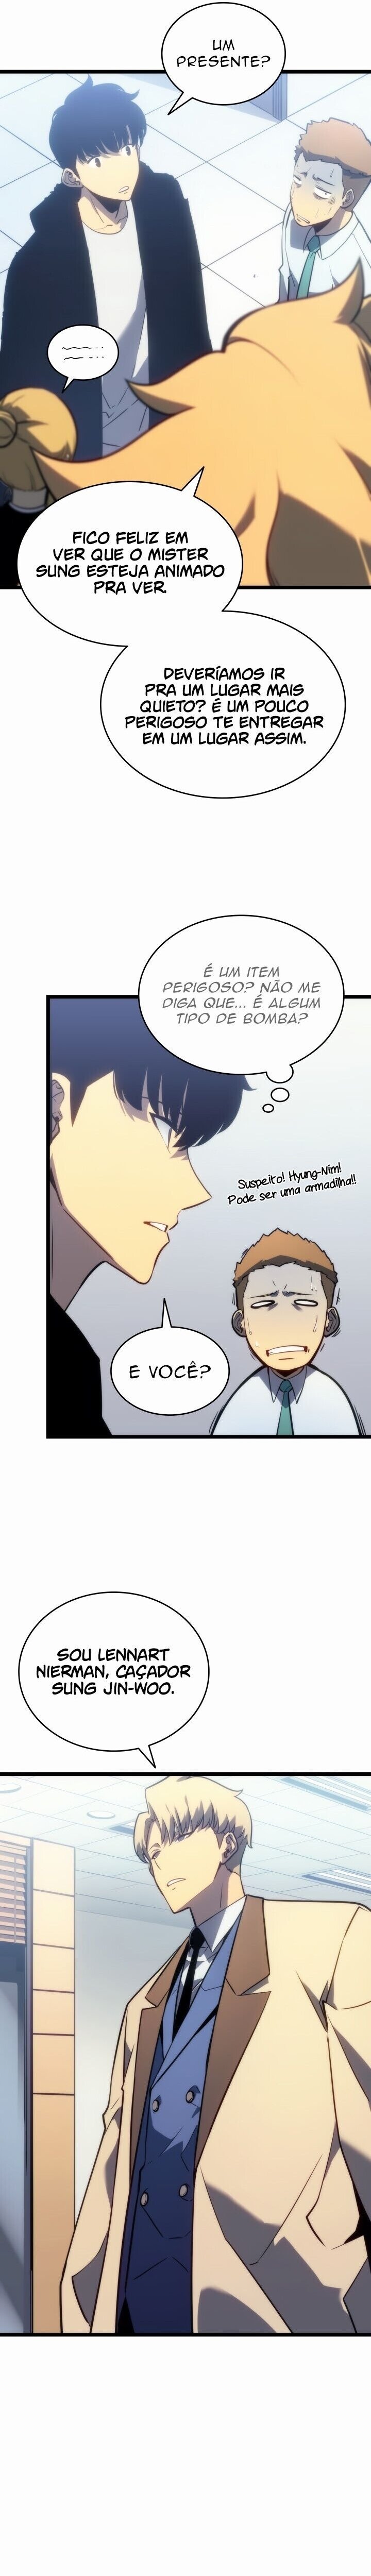 UM
PRESENTE?
FICO FELIZ EM
VER QUE O MISTER
SUNG ESTEJA ANIMADO
PRA VER.
DEVERÍAMOS IR
PRA UM LUGAR MAIS
QUIETO? É UM POUCO
PERIGOSO TE ENTREGAR
EM UM LUGAR ASSIM.
É UM ITEM
PERIGOSO? NÃO ME
DIGA QUE... É ALGUM
TIPO DE BOMBA?
Suspeito! Hyung-Nim!
Pode ser uma armadilha!!
E VOCÊ?
SOU LENNART
NIERMAN, CAÇADOR
SUNG JIN-WOO.